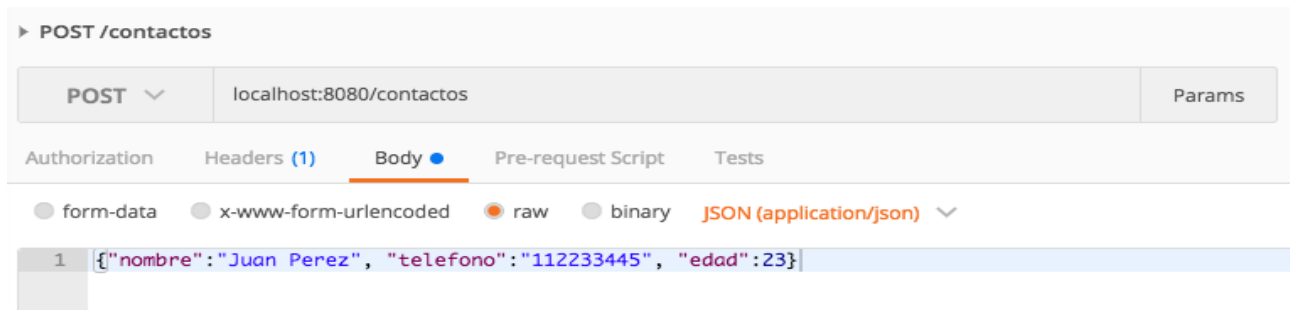 POST /contactos
POST localhost:8080/contactos Params
Authorization Headers (1) Body Pre-request Script Tests
form-data x-www-form-urlencoded raw binary JSON (application/json)
1 {"nombre":"Juan Perez", "telefono":"112233445", "edad":23}